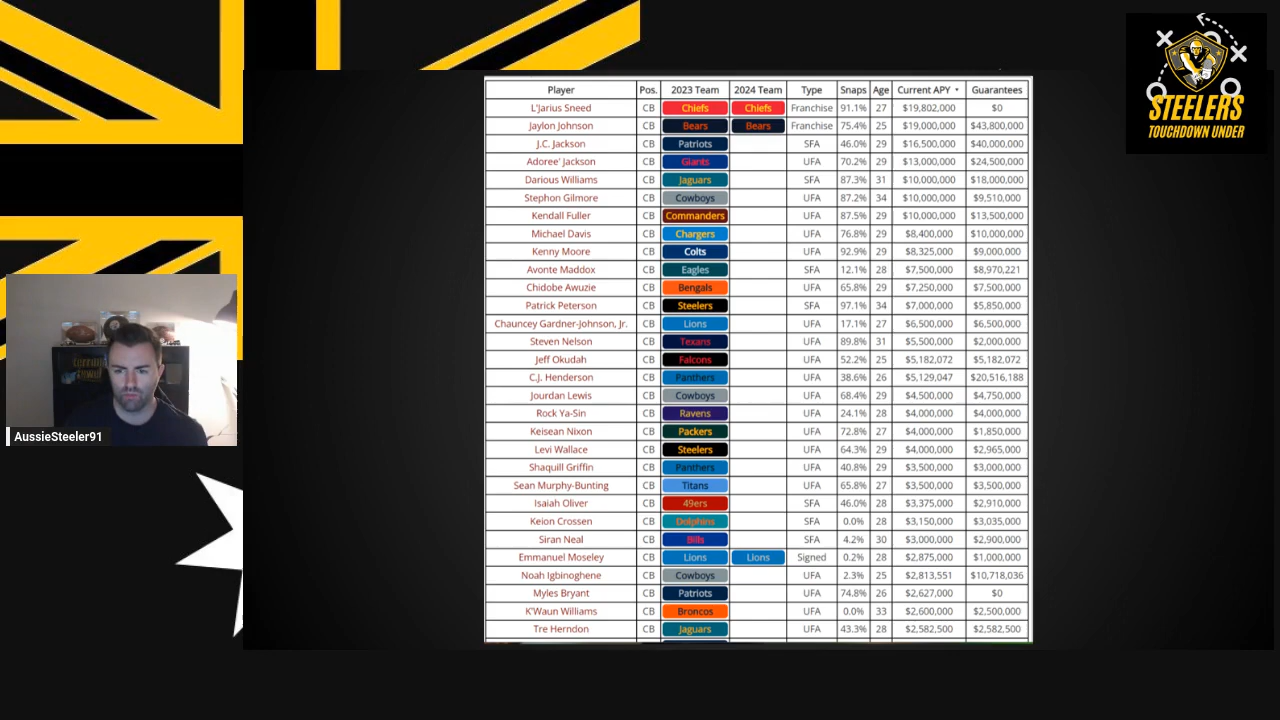 STEELERS
TOUCHDOWN UNDER
Player Pos. 2023 Team 2024 Team Type Snaps Age Current APY Guarantees
L'Jarius Sneed CB Chiefs Chiefs Franchise 91.1% 27 $19,802,000 $0
Jaylon Johnson CB Bears Bears Franchise 75.4% 25 $19,000,000 $43,800,000
J.C. Jackson CB Patriots SFA 46.0% 29 $16,500,000 $40,000,000
Adoree' Jackson CB Giants UFA 70.2% 29 $13,000,000 $24,500,000
Darious Williams CB Jaguars SFA 87.3% 31 $10,000,000 $18,000,000
Stephon Gilmore CB Cowboys UFA 87.2% 34 $10,000,000 $9,510,000
Kendall Fuller CB Commanders UFA 87.5% 29 $10,000,000 $13,500,000
Michael Davis CB Chargers UFA 76.8% 29 $8,400,000 $10,000,000
Kenny Moore CB Colts UFA 92.9% 29 $8,325,000 $9,000,000
Avonte Maddox CB Eagles SFA 12.1% 28 $7,500,000 $8,970,221
Chidobe Awuzie CB Bengals UFA 65.8% 29 $7,250,000 $7,500,000
Patrick Peterson CB Steelers SFA 97.1% 34 $7,000,000 $5,850,000
Chauncey Gardner-Johnson, Jr. CB Lions UFA 17.1% 27 $6,500,000 $6,500,000
Steven Nelson CB Texans UFA 89.8% 31 $5,500,000 $2,000,000
Jeff Okudah CB Falcons UFA 52.2% 25 $5,182,072 $5,182,072
C.J. Henderson CB Panthers UFA 38.6% 26 $5,129,047 $20,516,188
Jourdan Lewis CB Cowboys UFA 68.4% 29 $4,500,000 $4,750,000
Rock Ya-Sin CB Ravens UFA 24.1% 28 $4,000,000 $4,000,000
Keisean Nixon CB Packers UFA 72.8% 27 $4,000,000 $1,850,000
Levi Wallace CB Steelers UFA 64.3% 29 $4,000,000 $2,965,000
Shaquill Griffin CB Panthers UFA 40.8% 29 $3,500,000 $3,000,000
Sean Murphy-Bunting CB Titans UFA 65.8% 27 $3,500,000 $3,500,000
Isaiah Oliver CB 49ers SFA 46.0% 28 $3,375,000 $2,910,000
Keion Crossen CB Dolphins SFA 0.0% 28 $3,150,000 $3,035,000
Siran Neal CB Bills SFA 4.2% 30 $3,000,000 $2,900,000
Emmanuel Moseley CB Lions Lions Signed 0.2% 28 $2,875,000 $1,000,000
Noah Igbinoghene CB Cowboys UFA 2.3% 25 $2,813,551 $10,718,036
Myles Bryant CB Patriots UFA 74.8% 26 $2,627,000 $0
K'Waun Williams CB Broncos UFA 0.0% 33 $2,600,000 $2,500,000
Tre Herndon CB Jaguars UFA 43.3% 28 $2,582,500 $2,582,500
AussieSteeler91